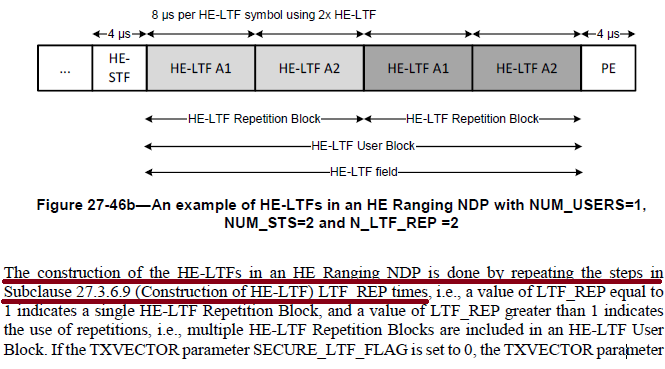 8 µs per HE-LTF symbol using 2x HE-LTF
4 µs
4 µs
...
HE-
STF
HE-LTF A1
HE-LTF A2
HE-LTF A1
HE-LTF A2
PE
HE-LTF Repetition Block
HE-LTF Repetition Block
HE-LTF User Block
HE-LTF field
Figure 27-46b—An example of HE-LTFs in an HE Ranging NDP with NUM_USERS=1,
NUM_STS=2 and N_LTF_REP =2
The construction of the HE-LTFs in an HE Ranging NDP is done by repeating the steps in
Subclause 27.3.6.9 (Construction of HE-LTF) LTF_REP times, i.e., a value of LTF_REP equal to
1 indicates a single HE-LTF Repetition Block, and a value of LTF_REP greater than 1 indicates
the use of repetitions, i.e., multiple HE-LTF Repetition Blocks are included in an HE-LTF User
Block. If the TXVECTOR parameter SECURE_LTF_FLAG is set to 0, the TXVECTOR parameter